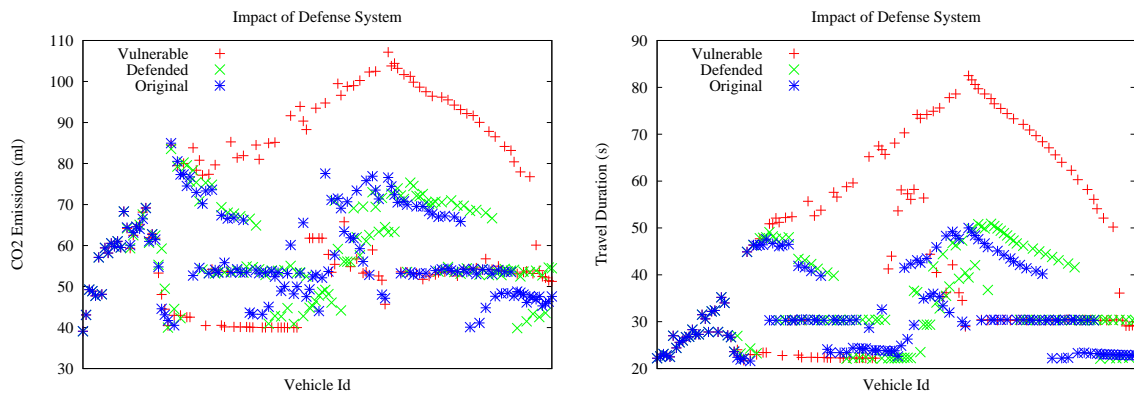 Impact of Defense System
110
100
90
80
70
60
50
40
30
CO2 Emissions (ml)
Vehicle Id
Vulnerable
Defended
Original
Impact of Defense System
90
80
70
60
50
40
30
20
Travel Duration (s)
Vehicle Id
Vulnerable
Defended
Original